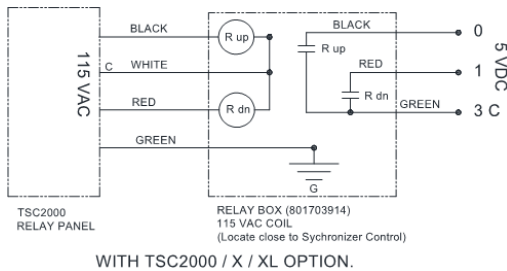 BLACK
R up
115 VAC
C WHITE
RED
R dn
GREEN
G
BLACK
R up
RED
R dn
GREEN
0
1
3 C
5 VDC
TSC2000
RELAY PANEL
RELAY BOX (801703914)
115 VAC COIL
(Locate close to Sychronizer Control)
WITH TSC2000 / X / XL OPTION.